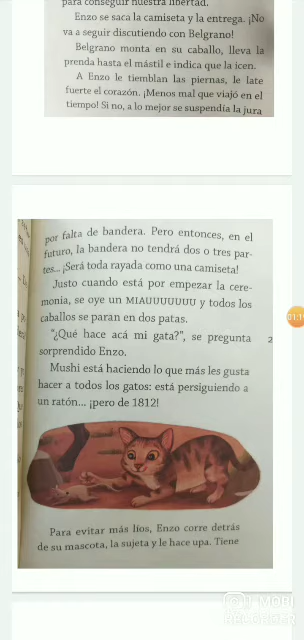 para conseguir nuestra libertad.
Enzo se saca la camiseta y la entrega. ¡No
va a seguir discutiendo con Belgrano!
Belgrano monta en su caballo, lleva la
prenda hasta el mástil e indica que la icen.
A Enzo le tiemblan las piernas, le late
fuerte el corazón. ¡Menos mal que viajó en el
tiempo! Si no, a lo mejor se suspendía la jura
por falta de bandera. Pero entonces, en el
futuro, la bandera no tendrá dos o tres par-
tes... ¡Será toda rayada como una camiseta!
Justo cuando está por empezar la cere-
monia, se oye un MIAUUUUUUU y todos los
caballos se paran en dos patas.
"¿Qué hace acá mi gata?", se pregunta
sorprendido Enzo.
Mushi está haciendo lo que más les gusta
hacer a todos los gatos: está persiguiendo a
un ratón... ¡pero de 1812!
Para evitar más líos, Enzo corre detrás
de su mascota, la sujeta y le hace upa. Tiene